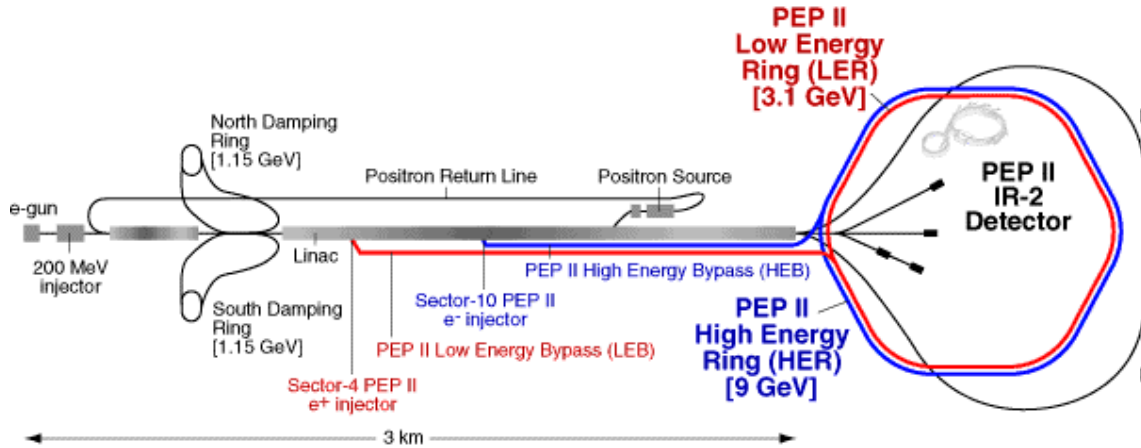 PEP II
Low Energy
Ring (LER)
[3.1 GeV]
North Damping
Ring
[1.15 GeV]
Positron Return Line
Positron Source
e-gun
200 MeV
injector
Linac
PEP II
IR-2
Detector
PEP II High Energy Bypass (HEB)
South Damping
Ring
[1.15 GeV]
Sector-10 PEP II
e⁻ injector
PEP II Low Energy Bypass (LEB)
PEP II
High Energy
Ring (HER)
[9 GeV]
Sector-4 PEP II
e⁺ injector
3 km